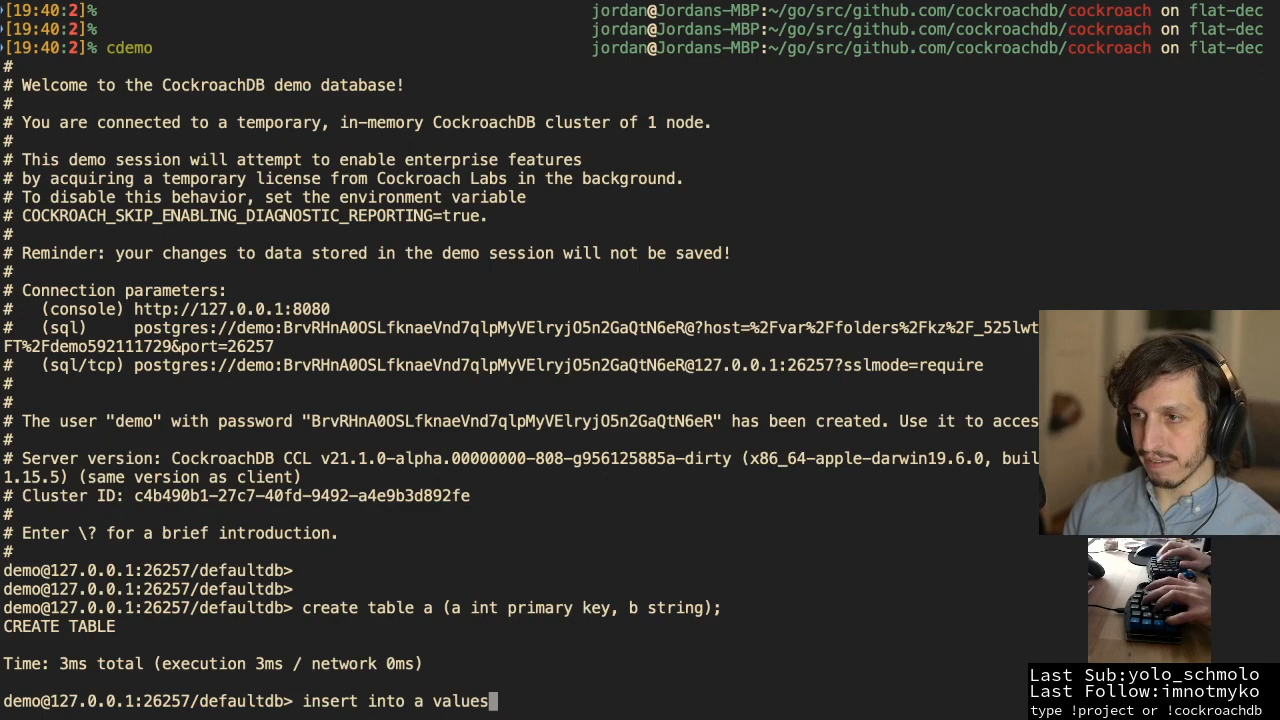 [19:40:2]% jordan@Jordans-MBP:~/go/src/github.com/cockroachdb/cockroach on flat-dec
[19:40:2]% jordan@Jordans-MBP:~/go/src/github.com/cockroachdb/cockroach on flat-dec
[19:40:2]% cdemo jordan@Jordans-MBP:~/go/src/github.com/cockroachdb/cockroach on flat-dec
#
# Welcome to the CockroachDB demo database!
#
# You are connected to a temporary, in-memory CockroachDB cluster of 1 node.
#
# This demo session will attempt to enable enterprise features
# by acquiring a temporary license from Cockroach Labs in the background.
# To disable this behavior, set the environment variable
# COCKROACH_SKIP_ENABLING_DIAGNOSTIC_REPORTING=true.
#
# Reminder: your changes to data stored in the demo session will not be saved!
#
# Connection parameters:
#   (console) http://127.0.0.1:8080
#   (sql)     postgres://demo:BrvRHnA0OSLfknaeVnd7qlpMyVElryjO5n2GaQtN6eR@?host=%2Fvar%2Ffolders%2Fkz%2F_525lwt
FT%2Fdemo592111729&port=26257
#   (sql/tcp) postgres://demo:BrvRHnA0OSLfknaeVnd7qlpMyVElryjO5n2GaQtN6eR@127.0.0.1:26257?sslmode=require
#
#
# The user "demo" with password "BrvRHnA0OSLfknaeVnd7qlpMyVElryjO5n2GaQtN6eR" has been created. Use it to acces
#
# Server version: CockroachDB CCL v21.1.0-alpha.00000000-808-g956125885a-dirty (x86_64-apple-darwin19.6.0, buil
1.15.5) (same version as client)
# Cluster ID: c4b490b1-27c7-40fd-9492-a4e9b3d892fe
#
# Enter \? for a brief introduction.
#
demo@127.0.0.1:26257/defaultdb>
demo@127.0.0.1:26257/defaultdb>
demo@127.0.0.1:26257/defaultdb> create table a (a int primary key, b string);
CREATE TABLE
Time: 3ms total (execution 3ms / network 0ms)
demo@127.0.0.1:26257/defaultdb> insert into a values
Last Sub:yolo_schmolo
Last Follow:imnotmyko
type !project or !cockroachdb